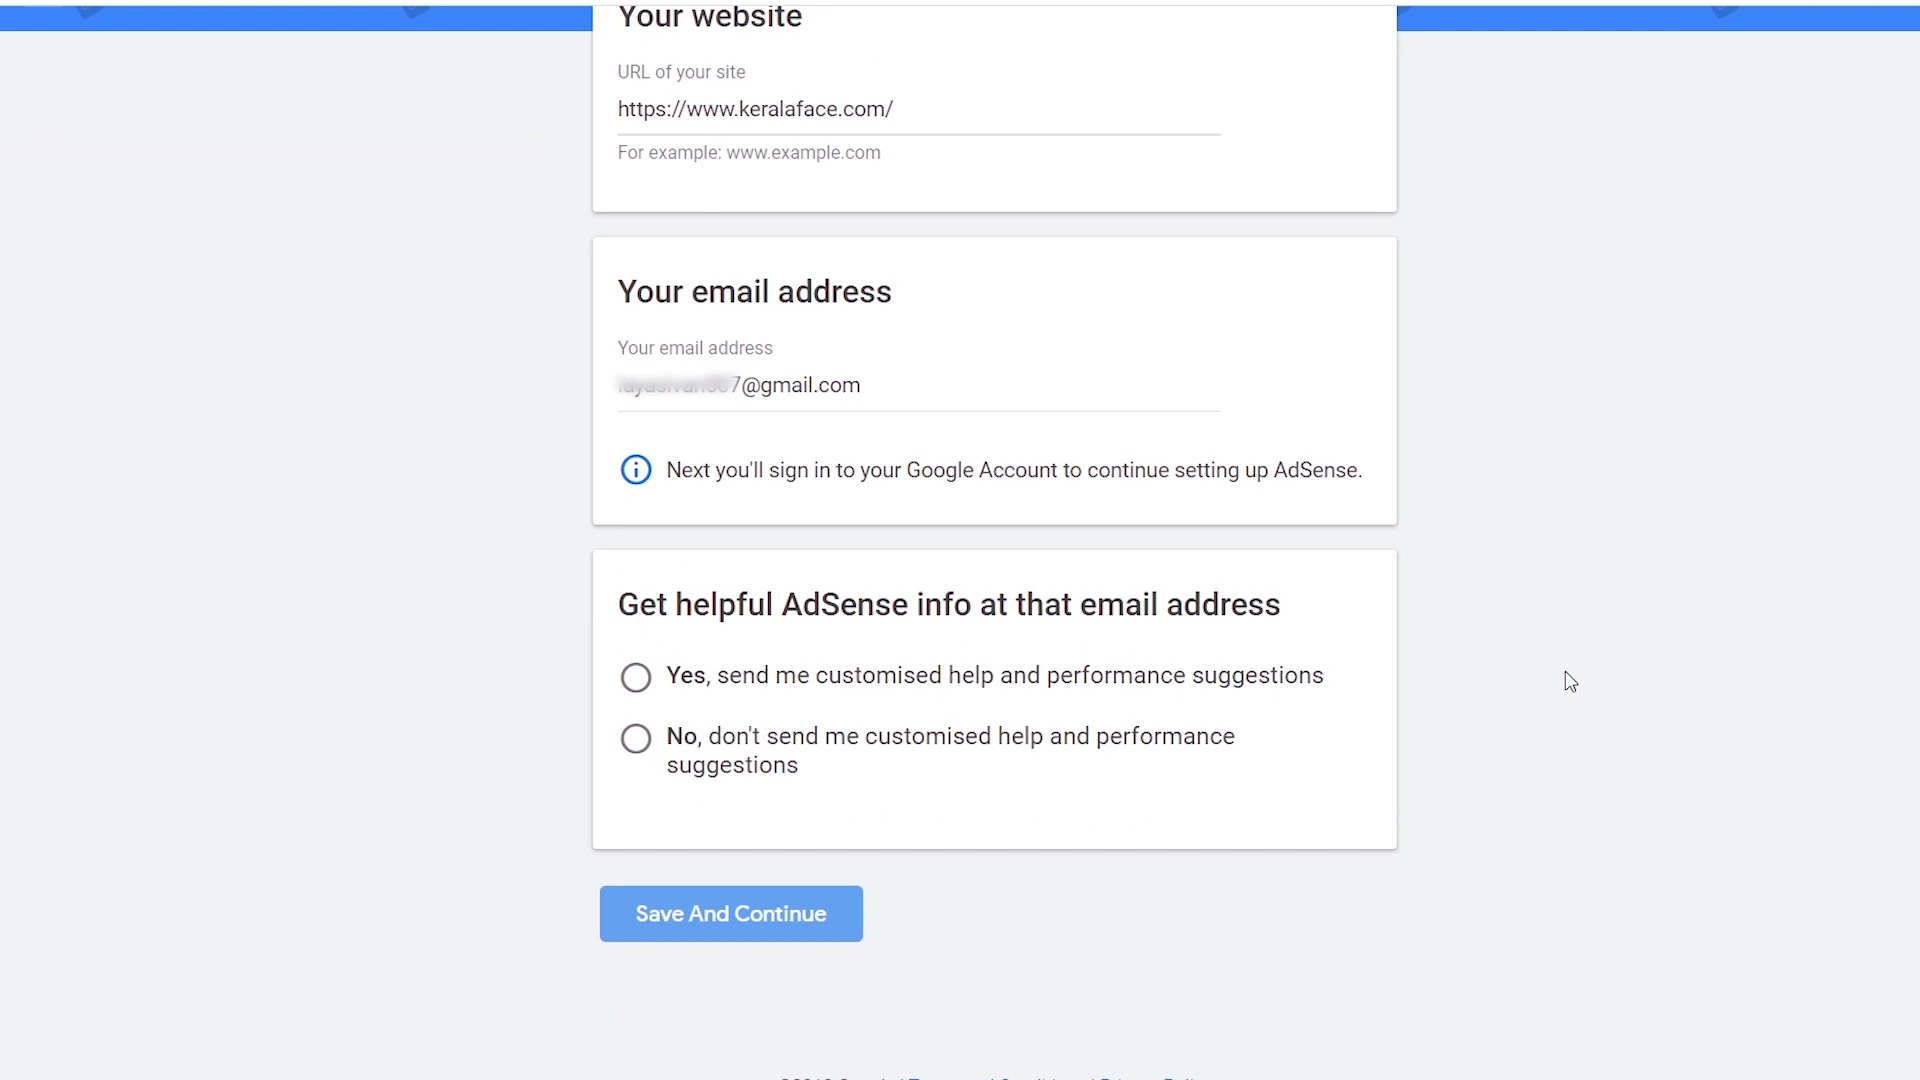 Your website
URL of your site
https://www.keralaface.com/
For example: www.example.com
Your email address
Your email address
7@gmail.com
Next you'll sign in to your Google Account to continue setting up AdSense.
Get helpful AdSense info at that email address
Yes, send me customised help and performance suggestions
No, don't send me customised help and performance
suggestions
Save And Continue